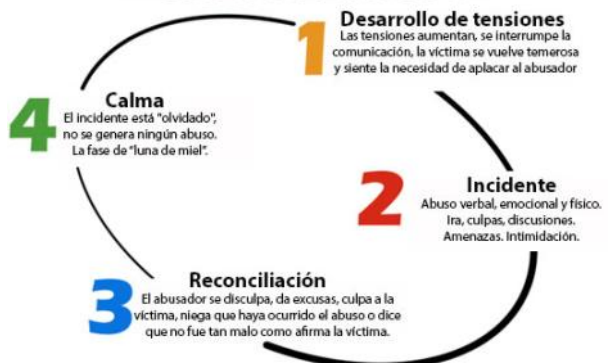 1
Desarrollo de tensiones
Las tensiones aumentan, se interrumpe la
comunicación, la víctima se vuelve temerosa
y siente la necesidad de aplacar al abusador
2
Incidente
Abuso verbal, emocional y físico.
Ira, culpas, discusiones.
Amenazas. Intimidación.
3
Reconciliación
El abusador se disculpa, da excusas, culpa a la
víctima, niega que haya ocurrido el abuso o dice
que no fue tan malo como afirma la víctima.
4
Calma
El incidente está "olvidado",
no se genera ningún abuso.
La fase de "luna de miel".